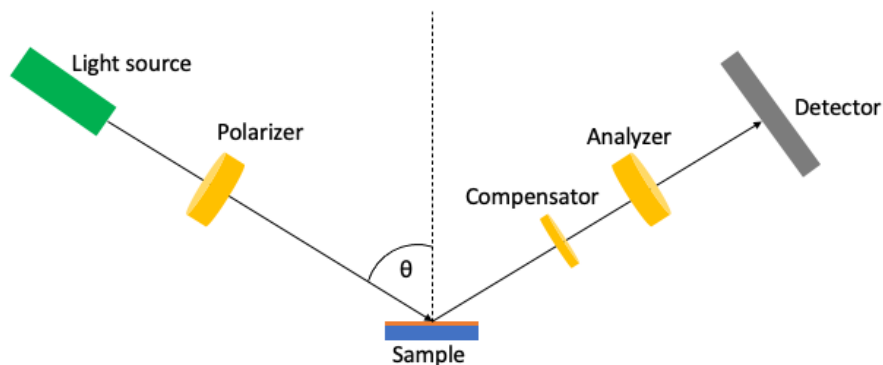 Light source
Polarizer
θ
Sample
Compensator
Analyzer
Detector